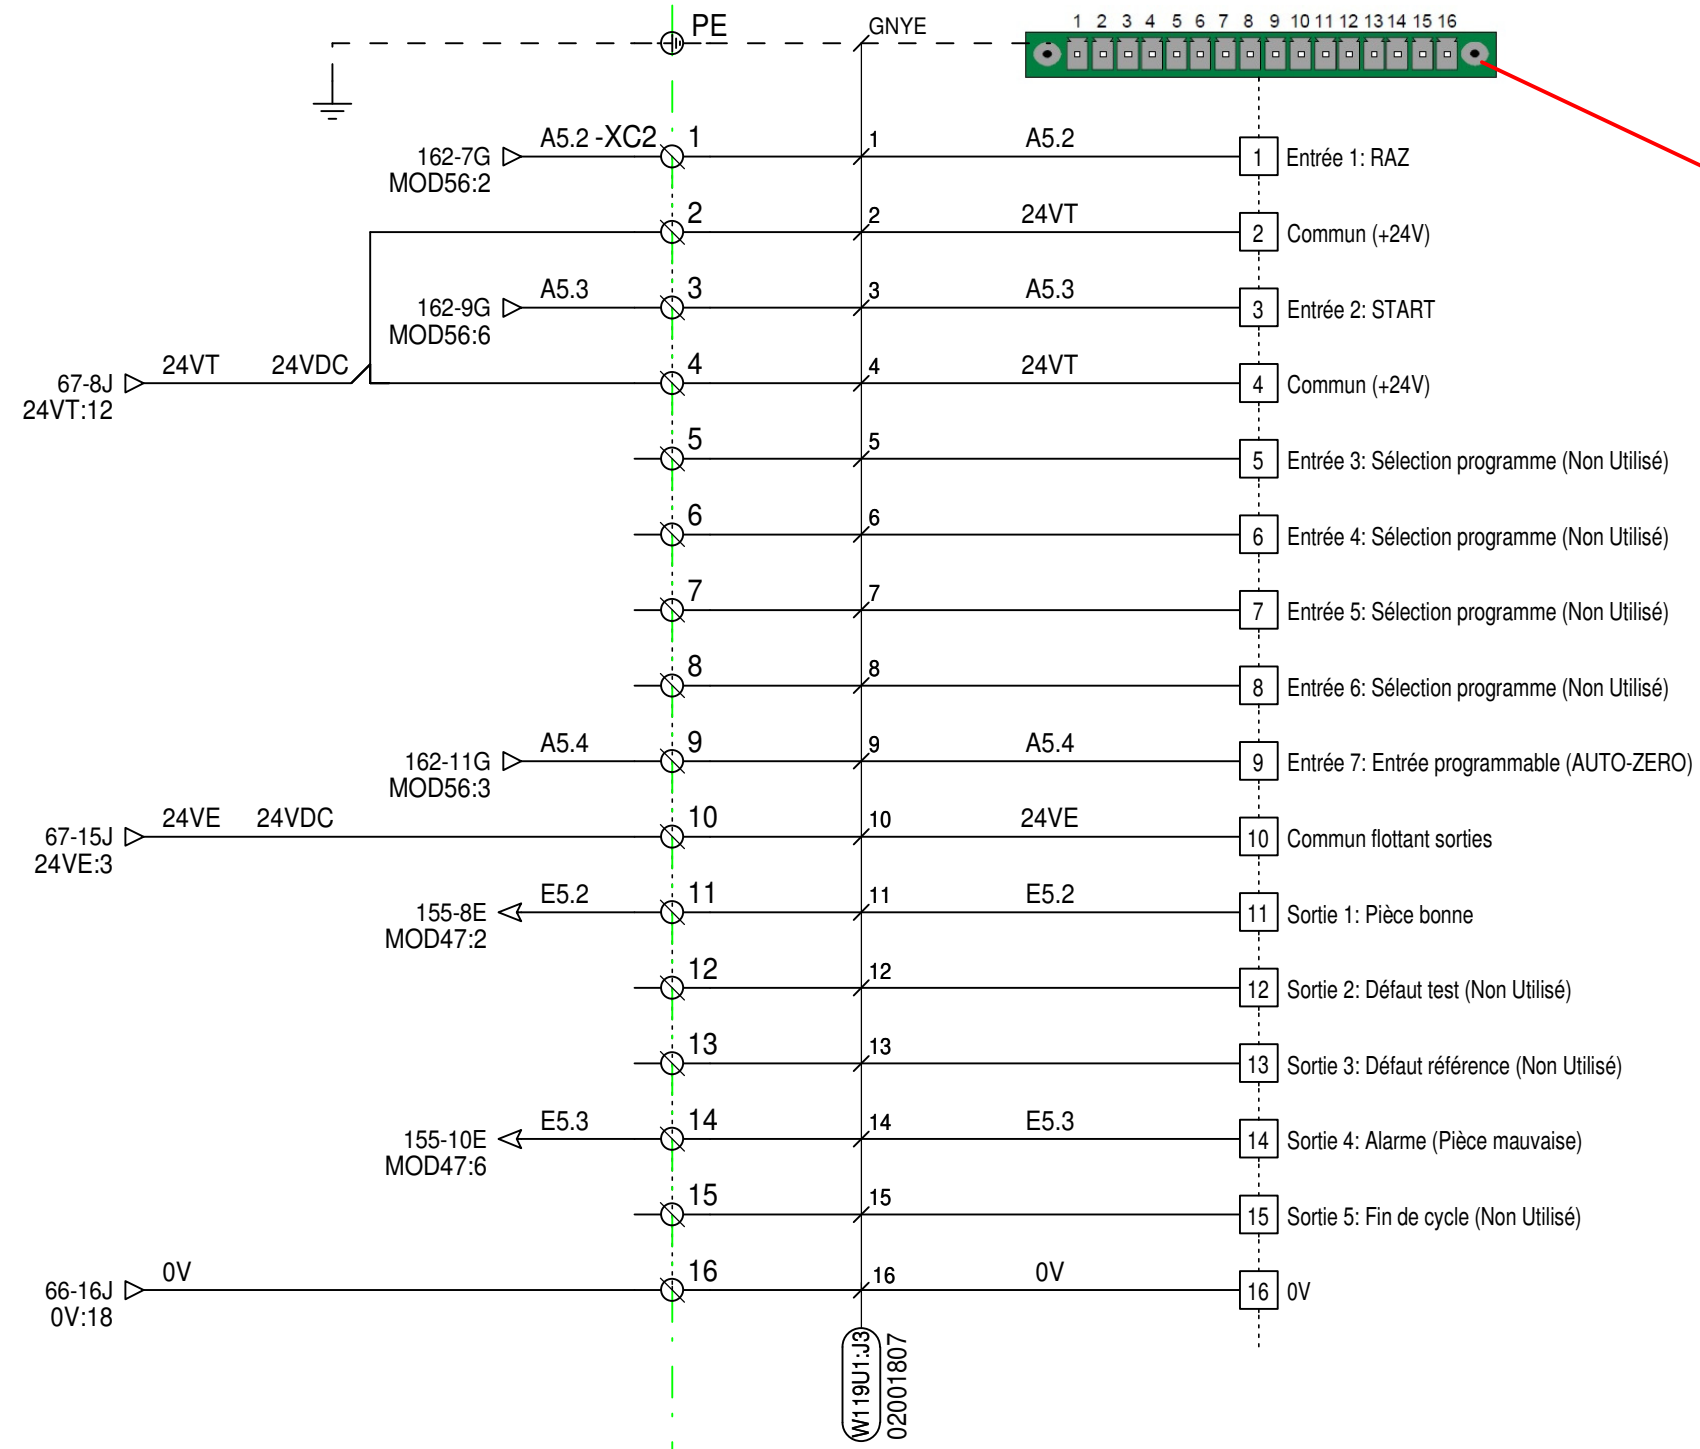 PE
GNYE
1 2 3 4 5 6 7 8 9 10 11 12 13 14 15 16
162-7G A5.2 -XC2 1 1 A5.2 1 Entrée 1: RAZ
MOD56:2
2 2 24VT 2 Commun (+24V)
162-9G A5.3 3 3 A5.3 3 Entrée 2: START
MOD56:6
67-8J 24VT 24VDC 4 4 24VT 4 Commun (+24V)
24VT:12
5 5 5 Entrée 3: Sélection programme (Non Utilisé)
6 6 6 Entrée 4: Sélection programme (Non Utilisé)
7 7 7 Entrée 5: Sélection programme (Non Utilisé)
8 8 8 Entrée 6: Sélection programme (Non Utilisé)
162-11G A5.4 9 9 A5.4 9 Entrée 7: Entrée programmable (AUTO-ZERO)
MOD56:3
67-15J 24VE 24VDC 10 10 24VE 10 Commun flottant sorties
24VE:3
155-8E E5.2 11 11 E5.2 11 Sortie 1: Pièce bonne
MOD47:2
12 12 12 Sortie 2: Défaut test (Non Utilisé)
13 13 13 Sortie 3: Défaut référence (Non Utilisé)
155-10E E5.3 14 14 E5.3 14 Sortie 4: Alarme (Pièce mauvaise)
MOD47:6
15 15 15 Sortie 5: Fin de cycle (Non Utilisé)
66-16J 0V 16 16 0V 16 0V
0V:18
W119U1:J3
02001807